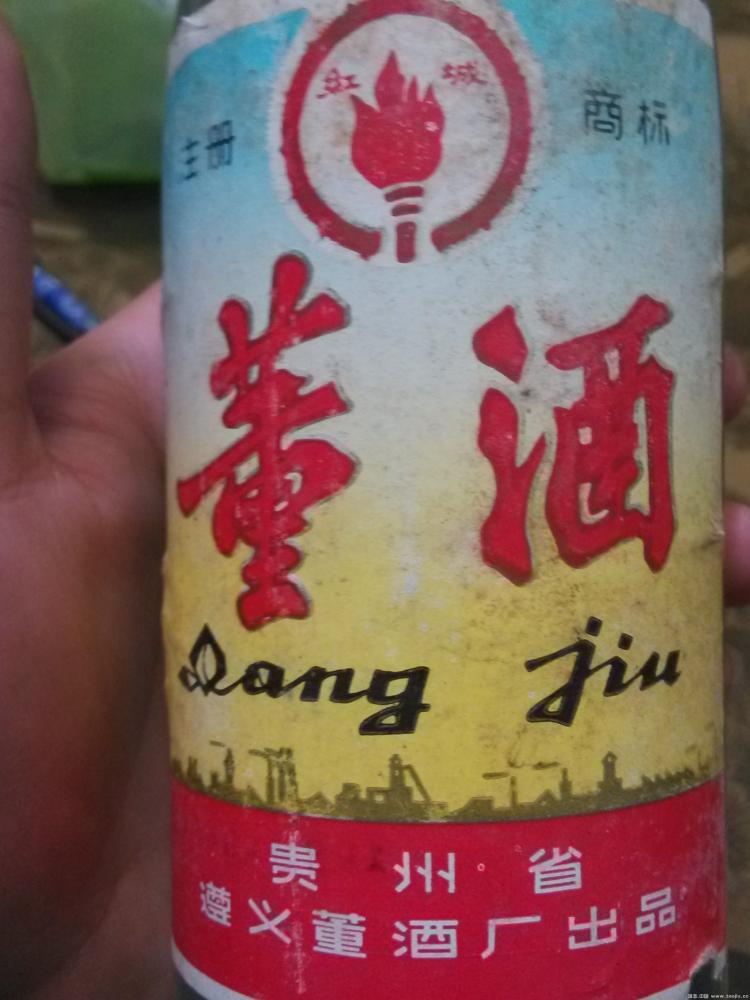 红城
注册 商标
董酒
Dang jiu
贵州省
遵义董酒厂出品